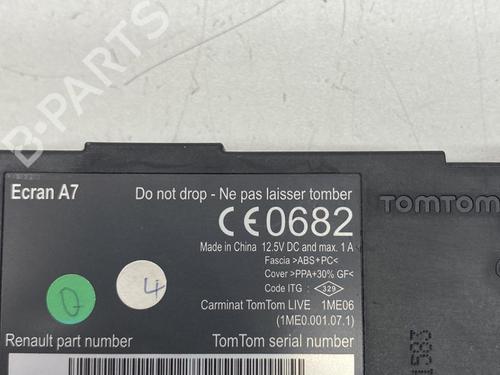 Ecran A7
Do not drop - Ne pas laisser tomber
CE0682
Made in China 12.5V DC and max. 1 A
Fascia >ABS+PC<
Cover >PPA+30% GF<
Code ITG : 329
Carminat TomTom LIVE 1ME06
(1ME0.001.07.1)
0
4
Renault part number
TomTom serial number
TOMTOM
1583
B-PARTS